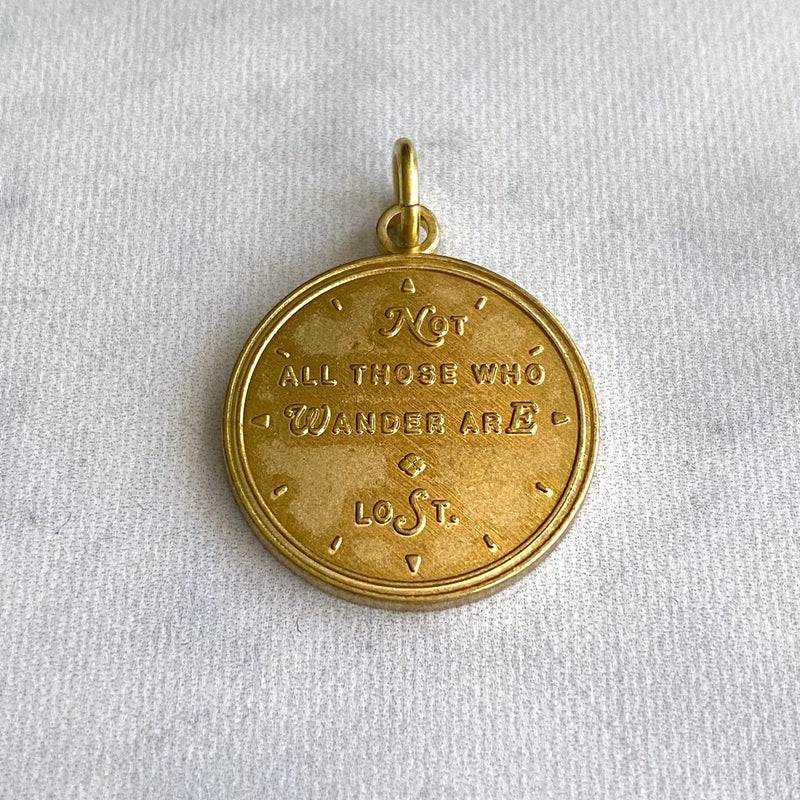 Not
ALL THOSE WHO
WANDER ARE
LOST.